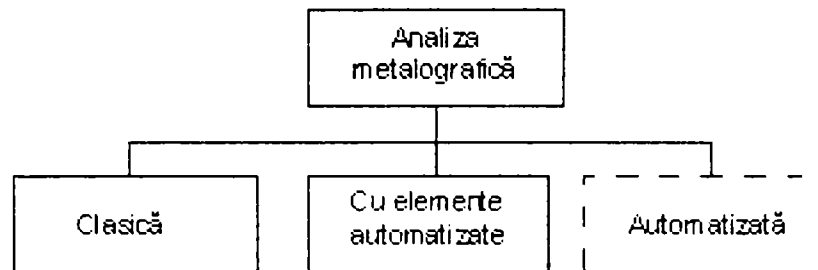 Analiza
metalografică
Clasică
Cu elemente
automatizate
Automatizată